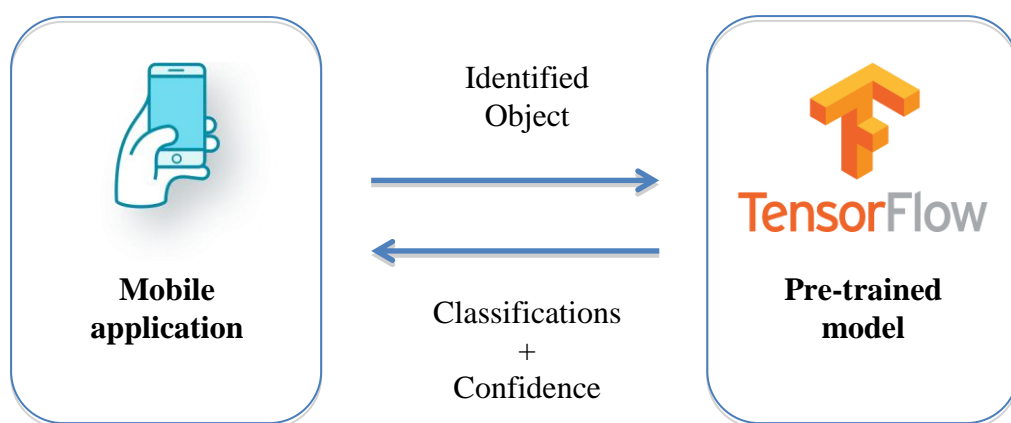 Mobile
application
Identified
Object
Classifications
+
Confidence
TensorFlow
Pre-trained
model